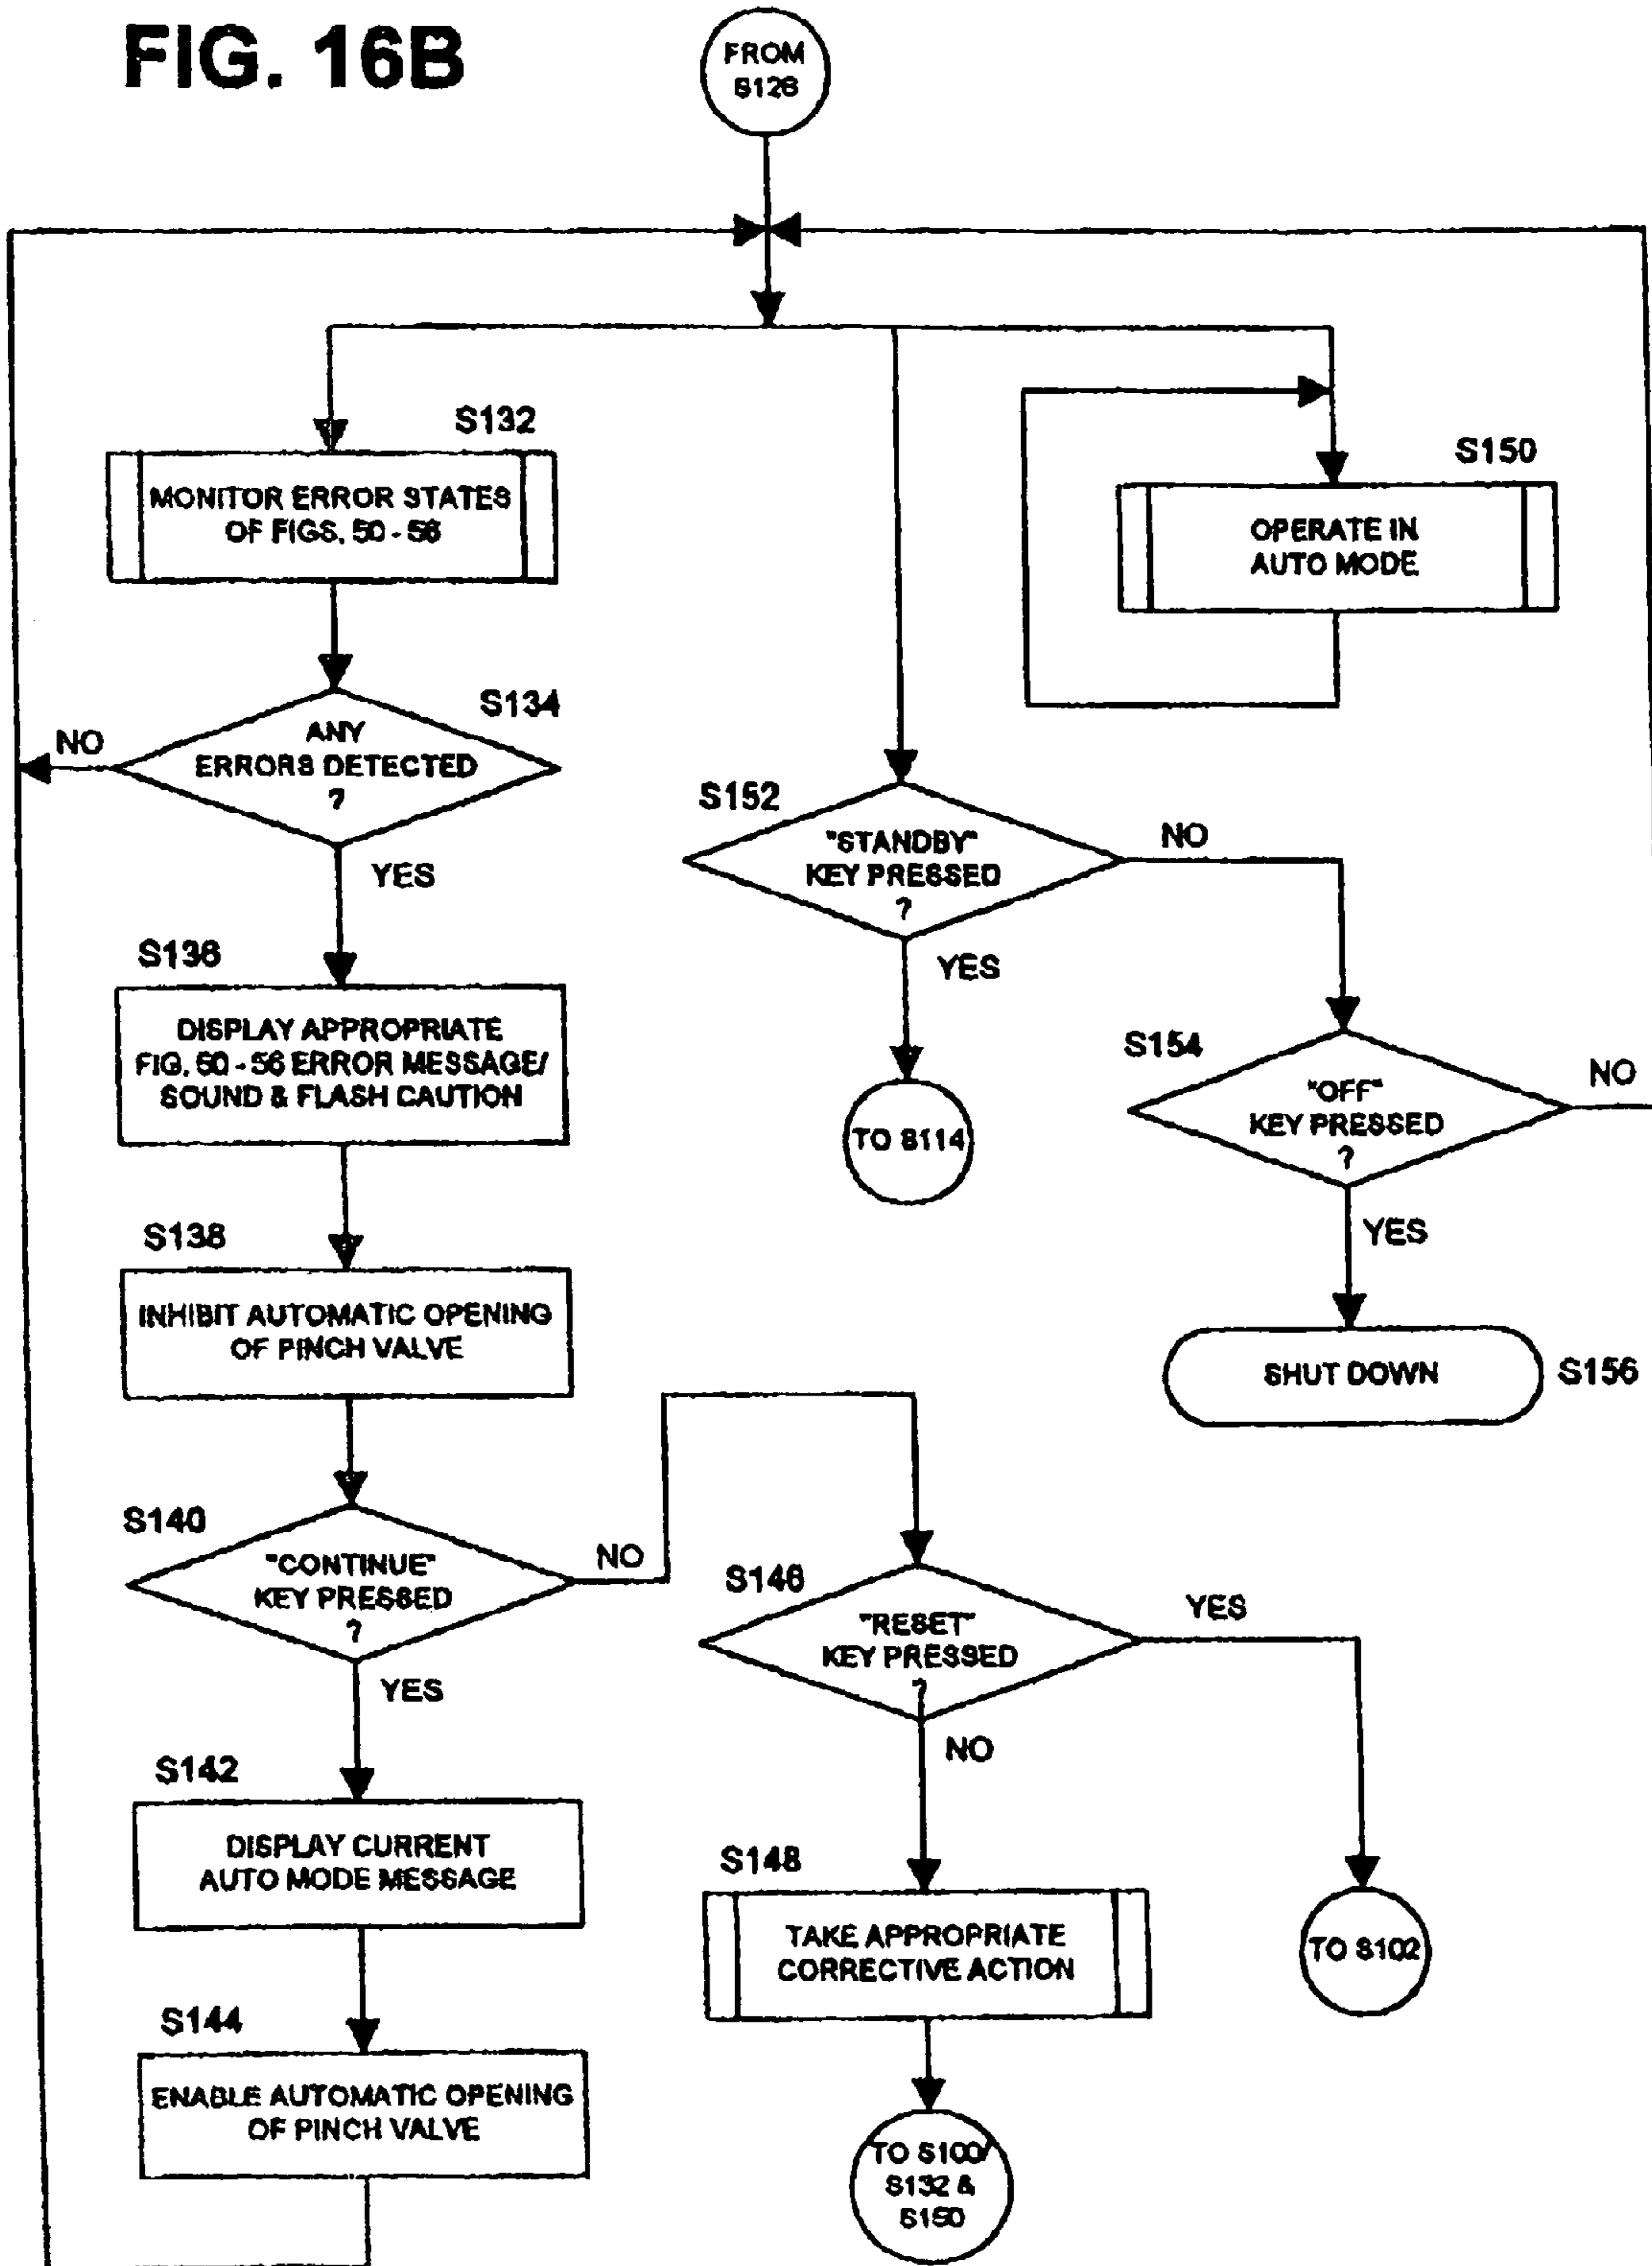 FIG. 16B
FROM
S128
S132
MONITOR ERROR STATES
OF FIGS. 50 - 56
S150
OPERATE IN
AUTO MODE
S134
ANY
ERRORS DETECTED
?
NO
YES
S152
"STANDBY"
KEY PRESSED
?
NO
YES
S136
DISPLAY APPROPRIATE
FIG. 50 - 56 ERROR MESSAGE/
SOUND & FLASH CAUTION
TO S114
S154
"OFF"
KEY PRESSED
?
NO
YES
S138
INHIBIT AUTOMATIC OPENING
OF PINCH VALVE
SHUT DOWN
S156
S140
"CONTINUE"
KEY PRESSED
?
NO
YES
S146
"RESET"
KEY PRESSED
?
YES
NO
S142
DISPLAY CURRENT
AUTO MODE MESSAGE
S148
TAKE APPROPRIATE
CORRECTIVE ACTION
TO S102
S144
ENABLE AUTOMATIC OPENING
OF PINCH VALVE
TO S100/
S132 &
S150